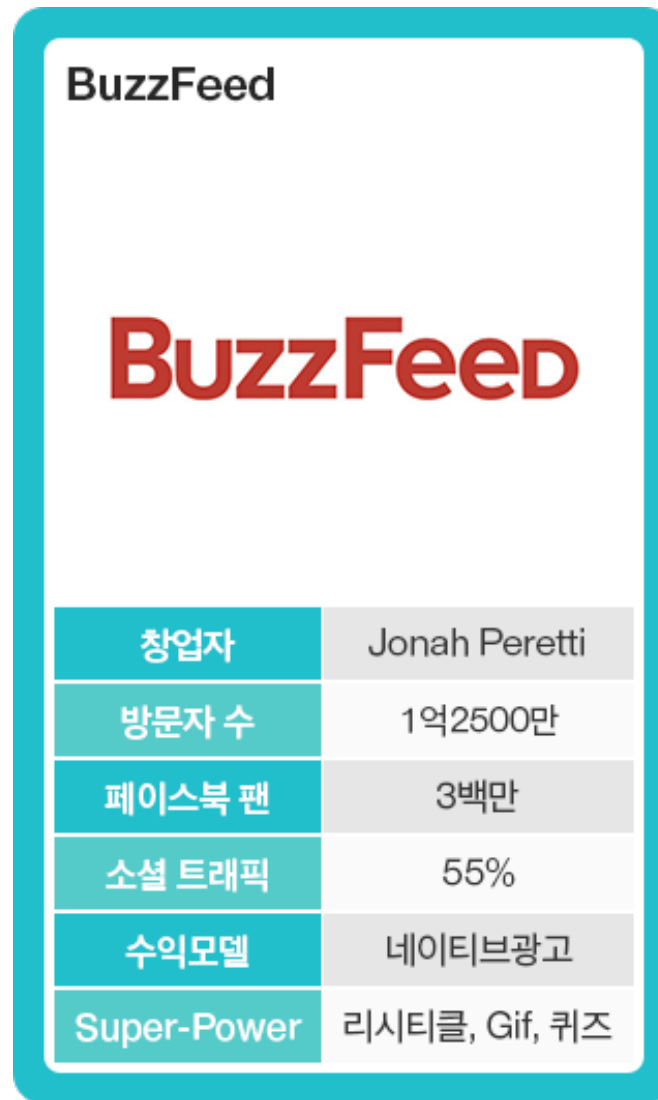 BuzzFeed
BuzzFeed
창업자 Jonah Peretti
방문자 수 1억2500만
페이스북 팬 3백만
소셜 트래픽 55%
수익모델 네이티브광고
Super-Power 리시티클, Gif, 퀴즈